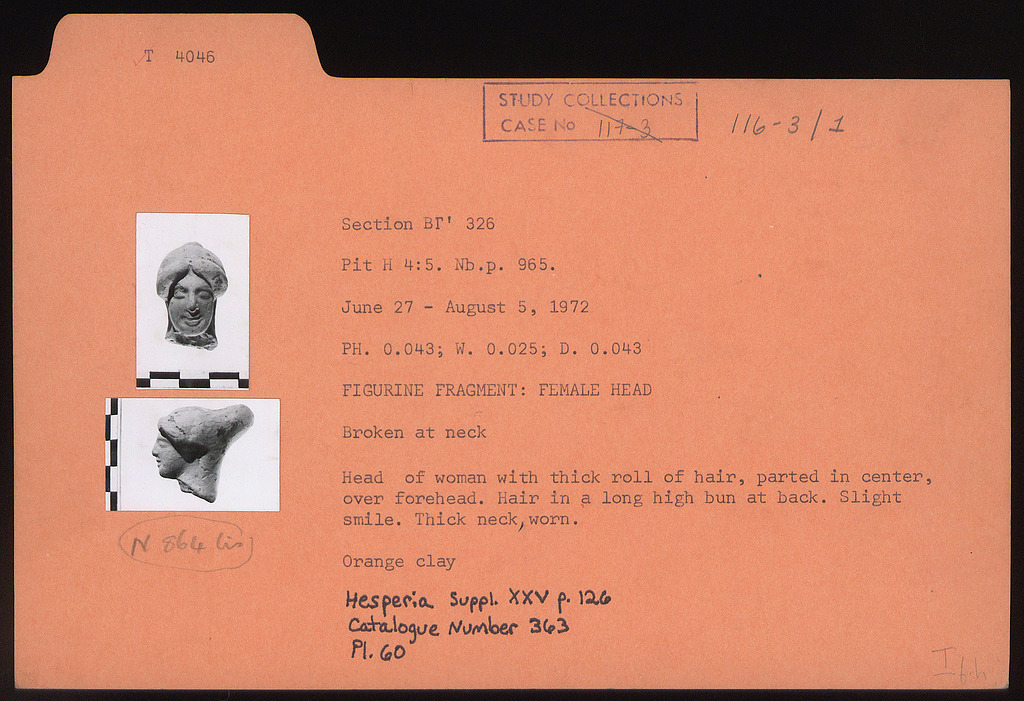 T 4046
STUDY COLLECTIONS
CASE No 117-3
116-3/1
Section ΒΓ' 326
Pit H 4:5. Nb.p. 965.
June 27 - August 5, 1972
PH. 0.043; W. 0.025; D. 0.043
FIGURINE FRAGMENT: FEMALE HEAD
Broken at neck
Head of woman with thick roll of hair, parted in center,
over forehead. Hair in a long high bun at back. Slight
smile. Thick neck, worn.
N 864 bis
Orange clay
Hesperia Suppl. XXV p. 126
Catalogue Number 363
Pl. 60